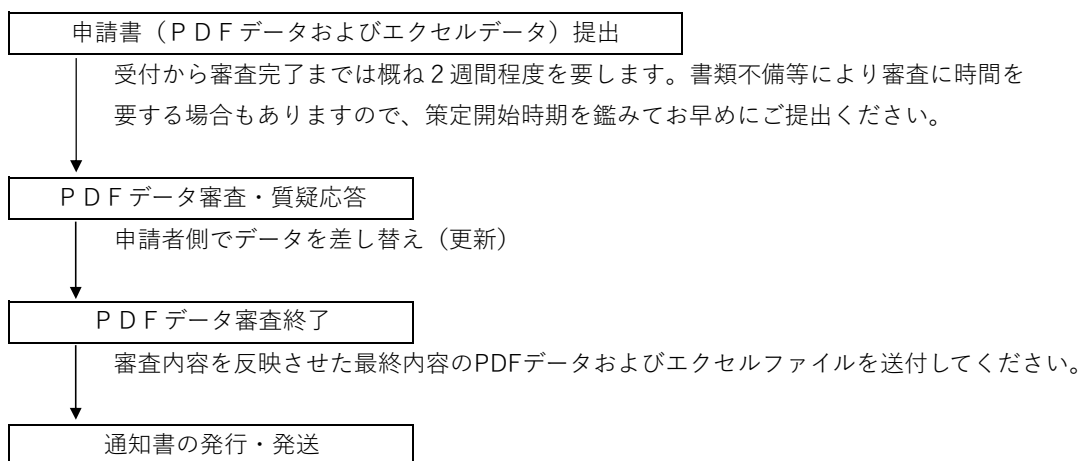 申請書（ＰＤＦデータおよびエクセルデータ）提出
受付から審査完了までは概ね２週間程度を要します。書類不備等により審査に時間を
要する場合もありますので、策定開始時期を鑑みてお早めにご提出ください。
ＰＤＦデータ審査・質疑応答
申請者側でデータを差し替え（更新）
ＰＤＦデータ審査終了
審査内容を反映させた最終内容のPDFデータおよびエクセルファイルを送付してください。
通知書の発行・発送